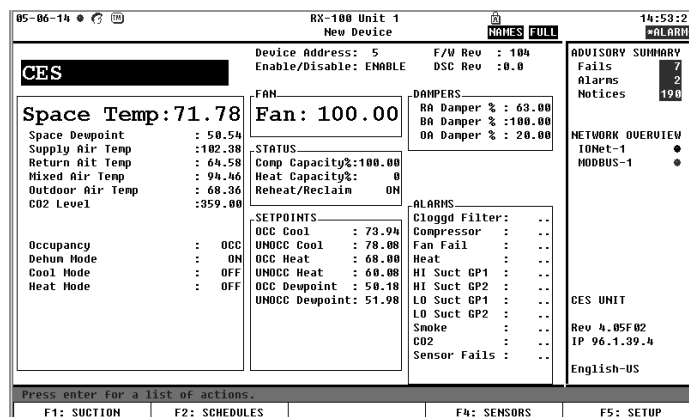 05-06-14 RX-100 Unit 1 14:53:2
New Device NAMES FULL *ALARM
CES
Device Address: 5 F/W Rev : 104
Enable/Disable: ENABLE DSC Rev :0.0
Space Temp:71.78
Space Dewpoint : 50.54
Supply Air Temp :102.38
Return Ait Temp : 64.58
Mixed Air Temp : 94.46
Outdoor Air Temp : 68.36
CO2 Level :359.00
Occupancy : OCC
Dehum Mode : ON
Cool Mode : OFF
Heat Mode : OFF
FAN
Fan: 100.00
STATUS
Comp Capacity%:100.00
Heat Capacity%: 0
Reheat/Reclaim ON
SETPOINTS
OCC Cool : 73.94
UNOCC Cool : 78.08
OCC Heat : 68.00
UNOCC Heat : 60.08
OCC Dewpoint : 50.18
UNOCC Dewpoint: 51.98
DAMPERS
RA Damper % : 63.00
BA Damper % :100.00
OA Damper % : 20.00
ALARMS
Cloggd Filter: ..
Compressor : ..
Fan Fail : ..
Heat : ..
HI Suct GP1 : ..
HI Suct GP2 : ..
LO Suct GP1 : ..
LO Suct GP2 : ..
Smoke : ..
CO2 : ..
Sensor Fails : ..
ADVISORY SUMMARY
Fails 7
Alarms 2
Notices 190
NETWORK OVERVIEW
IONet-1
MODBUS-1
CES UNIT
Rev 4.05F02
IP 96.1.39.4
English-US
Press enter for a list of actions.
F1: SUCTION F2: SCHEDULES F4: SENSORS F5: SETUP